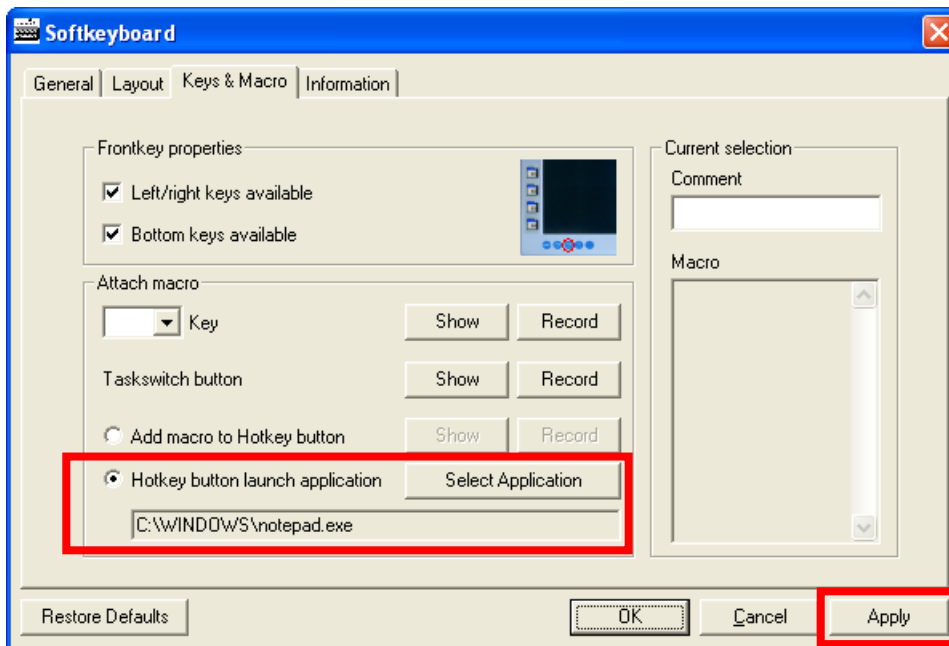 Softkeyboard
General Layout Keys & Macro Information
Frontkey properties
Left/right keys available
Bottom keys available
Attach macro
Key Show Record
Taskswitch button Show Record
Add macro to Hotkey button Show Record
Hotkey button launch application Select Application
C:\WINDOWS\notepad.exe
Current selection
Comment
Macro
Restore Defaults OK Cancel Apply